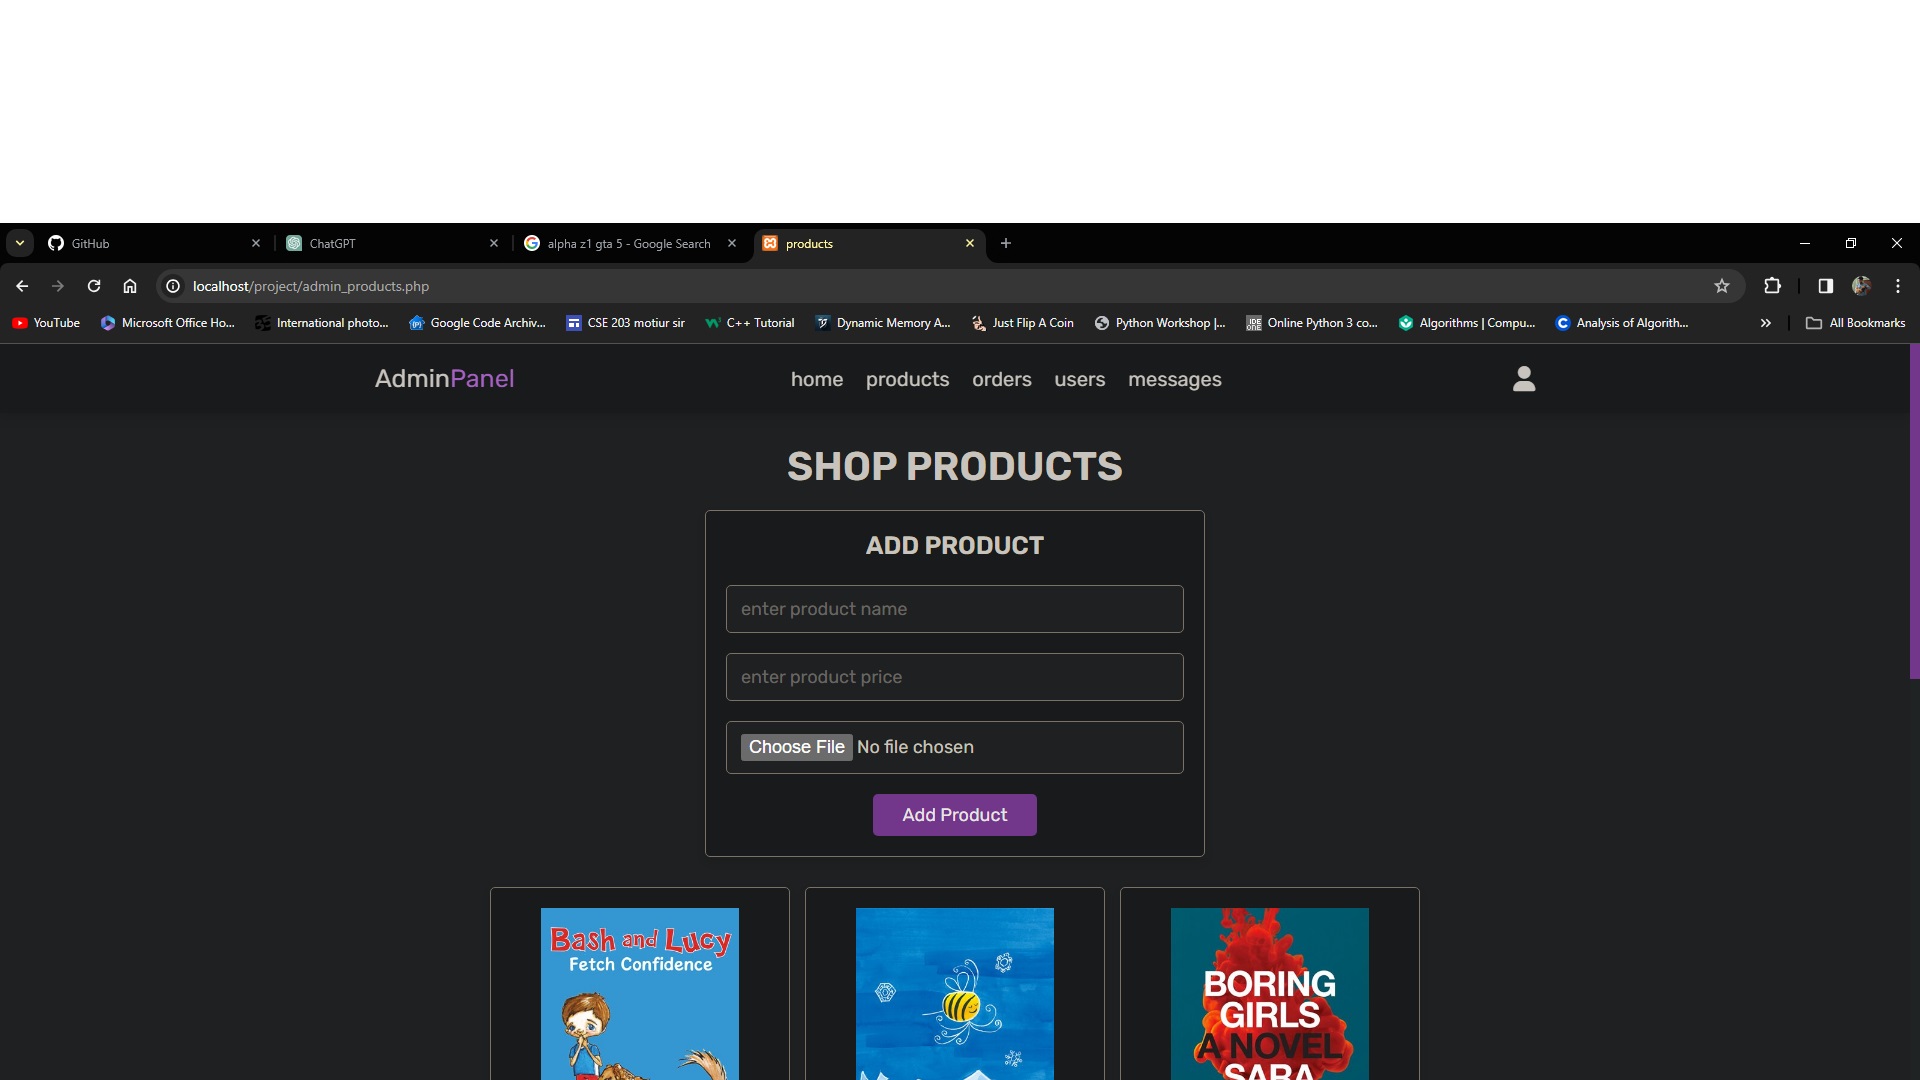 GitHub
ChatGPT
alpha z1 gta 5 - Google Search
products
localhost/project/admin_products.php
YouTube
Microsoft Office Ho...
International photo...
Google Code Archiv...
CSE 203 motiur sir
C++ Tutorial
Dynamic Memory A...
Just Flip A Coin
Python Workshop |...
Online Python 3 co...
Algorithms | Compu...
Analysis of Algorith...
All Bookmarks
AdminPanel
home products orders users messages
SHOP PRODUCTS
ADD PRODUCT
enter product name
enter product price
Choose File No file chosen
Add Product
Bash and Lucy
Fetch Confidence
BORING
GIRLS
A NOVEL
SARA